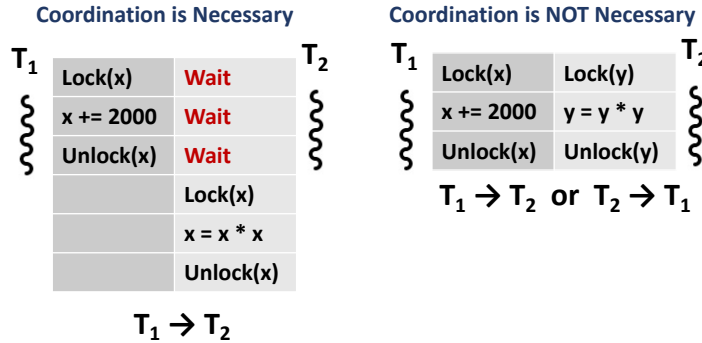 Coordination is Necessary
T1 T2
Lock(x) Wait
x += 2000 Wait
Unlock(x) Wait
Lock(x)
x = x * x
Unlock(x)
T1 → T2
Coordination is NOT Necessary
T1 T2
Lock(x) Lock(y)
x += 2000 y = y * y
Unlock(x) Unlock(y)
T1 → T2 or T2 → T1